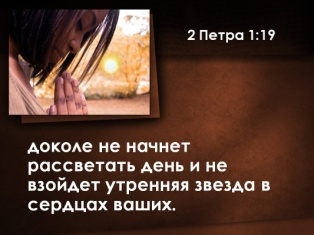 2 Петра 1:19
доколе не начнет
рассветать день и не
взойдет утренняя звезда в
сердцах ваших.